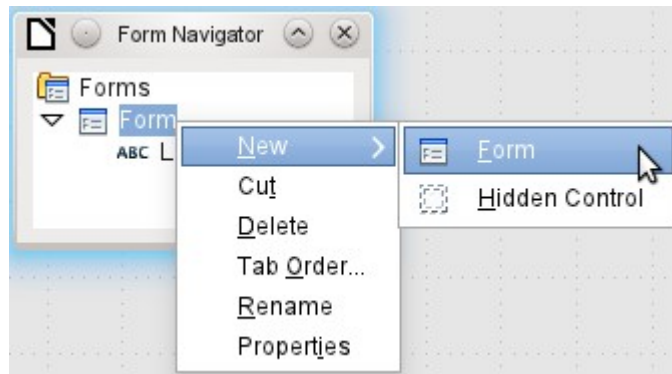 Form Navigator
Forms
Form
ABC L
New
Form
Cut
Hidden Control
Delete
Tab Order...
Rename
Properties